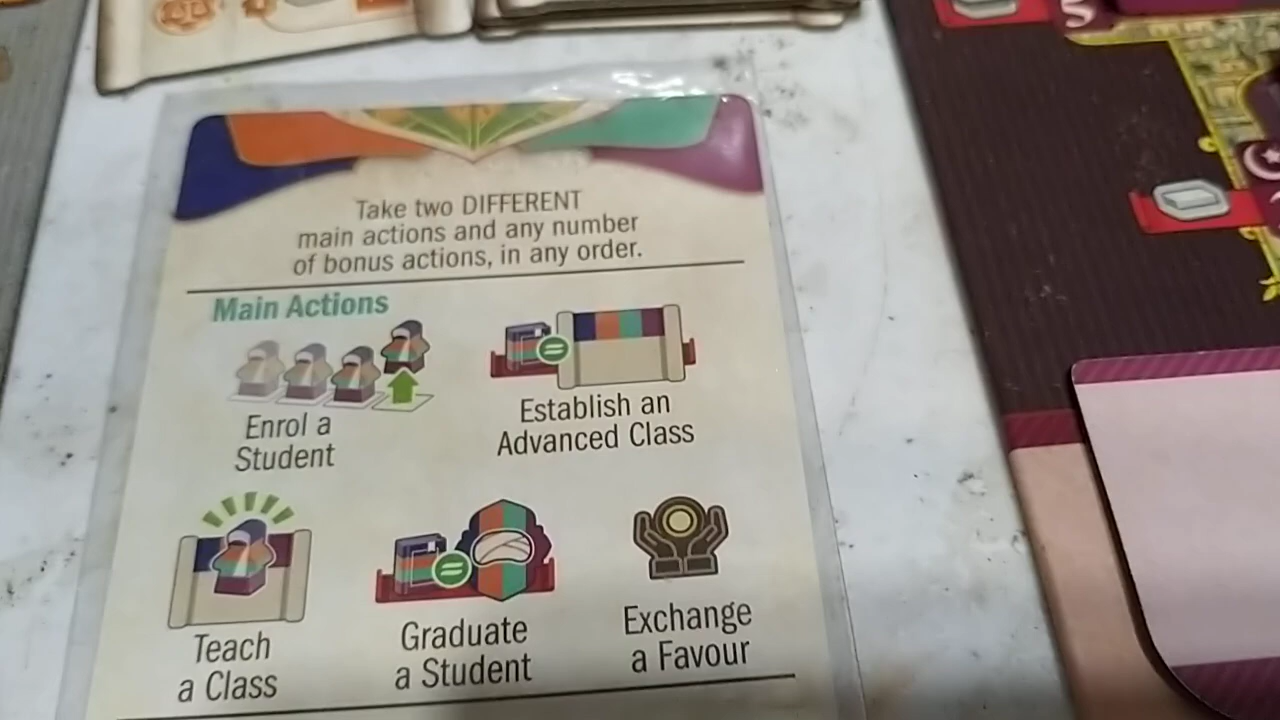 Take two DIFFERENT
main actions and any number
of bonus actions, in any order.
Main Actions
Enrol a
Student
Establish an
Advanced Class
Teach
a Class
Graduate
a Student
Exchange
a Favour
5